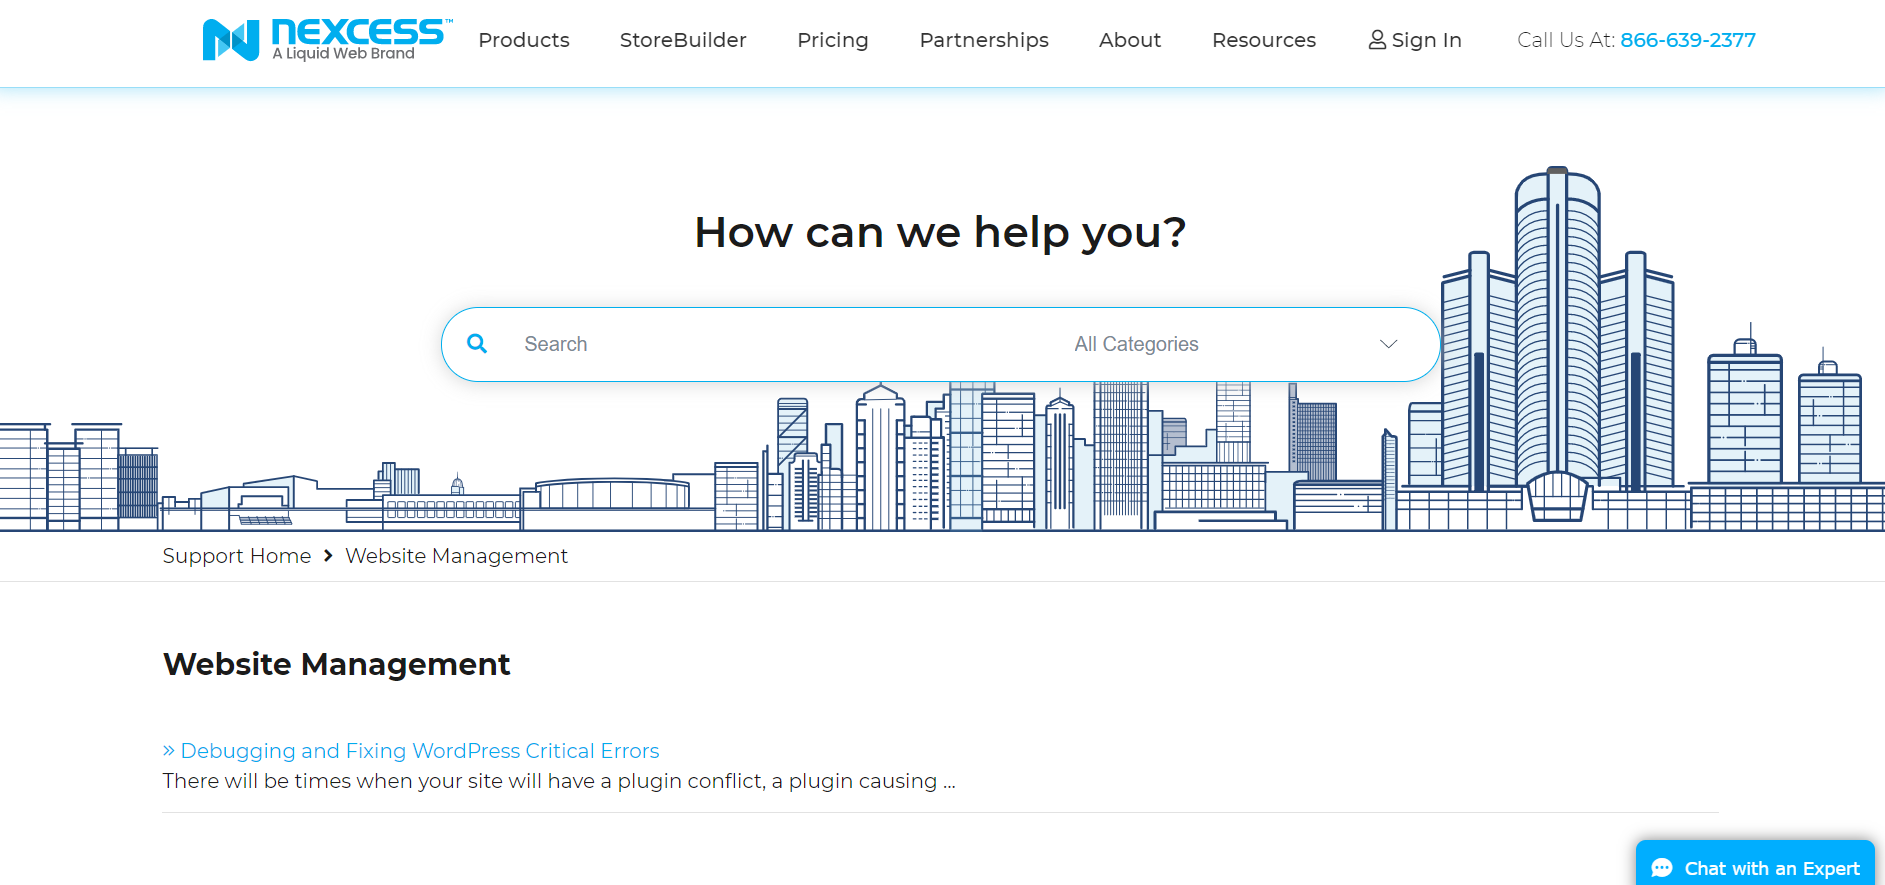 NEXCESS™
A Liquid Web Brand
Products
StoreBuilder
Pricing
Partnerships
About
Resources
Sign In
Call Us At: 866-639-2377
How can we help you?
Search
All Categories
Support Home
Website Management
Website Management
» Debugging and Fixing WordPress Critical Errors
There will be times when your site will have a plugin conflict, a plugin causing ...
Chat with an Expert